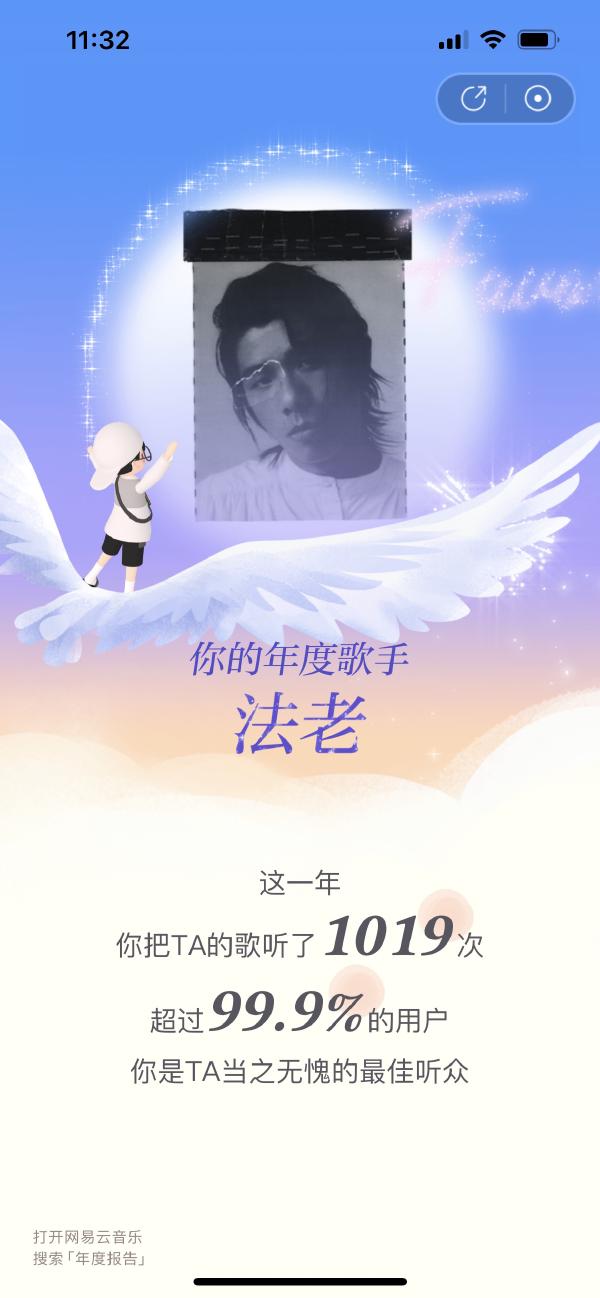 11:32
你的年度歌手
法老
这一年
你把TA的歌听了1019次
超过99.9%的用户
你是TA当之无愧的最佳听众
打开网易云音乐
搜索「年度报告」